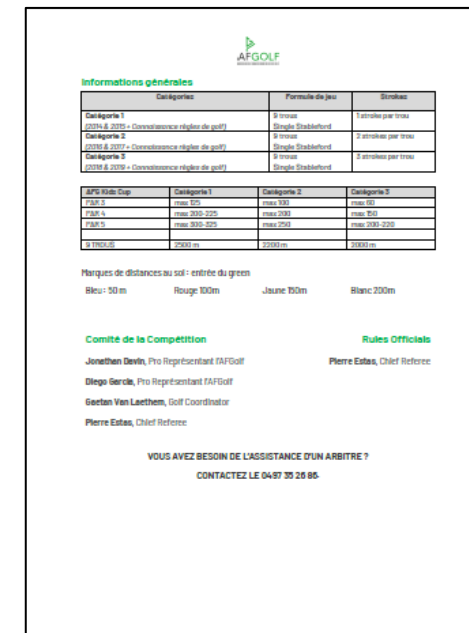 AFGOLF
Informations générales
Catégories Formule de jeu Strokes
Catégorie 1 9 trous 1 stroke par trou
(2014 & 2015 + Connaissance règles de golf) Single Stableford
Catégorie 2 9 trous 2 strokes par trou
(2016 & 2017 + Connaissance règles de golf) Single Stableford
Catégorie 3 9 trous 3 strokes par trou
(2018 & 2019 + Connaissance règles de golf) Single Stableford
AFG Kids Cup Catégorie 1 Catégorie 2 Catégorie 3
PAR 3 max 125 max 100 max 60
PAR 4 max 200-225 max 200 max 150
PAR 5 max 300-325 max 250 max 200-220
9 TROUS 2500 m 2200 m 2000 m
Marques de distances au sol : entrée du green
Bleu : 50 m Rouge 100m Jaune 150m Blanc 200m
Comité de la Compétition Rules Officials
Jonathan Davin, Pro Représentant l'AFGolf Pierre Estas, Chief Referee
Diego Garcia, Pro Représentant l'AFGolf
Gaetan Van Laethem, Golf Coordinator
Pierre Estas, Chief Referee
VOUS AVEZ BESOIN DE L'ASSISTANCE D'UN ARBITRE ?
CONTACTEZ LE 0497 35 26 86.